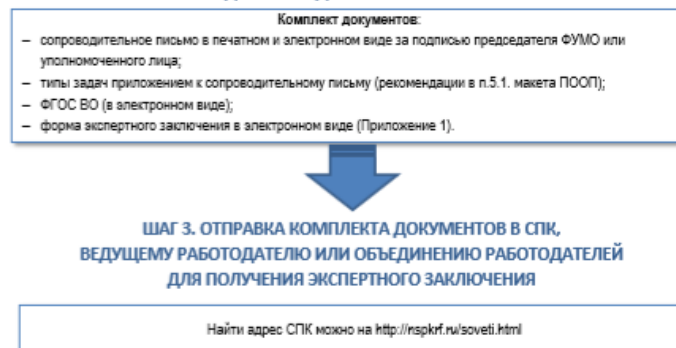 Комплект документов:
– сопроводительное письмо в печатном и электронном виде за подписью председателя ФУМО или
уполномоченного лица;
– типы задач приложением к сопроводительному письму (рекомендации в п.5.1. макета ПООП);
– ФГОС ВО (в электронном виде);
– форма экспертного заключения в электронном виде (Приложение 1).
ШАГ 3. ОТПРАВКА КОМПЛЕКТА ДОКУМЕНТОВ В СПК,
ВЕДУЩЕМУ РАБОТОДАТЕЛЮ ИЛИ ОБЪЕДИНЕНИЮ РАБОТОДАТЕЛЕЙ
ДЛЯ ПОЛУЧЕНИЯ ЭКСПЕРТНОГО ЗАКЛЮЧЕНИЯ
Найти адрес СПК можно на http://nspkrf.ru/soveti.html